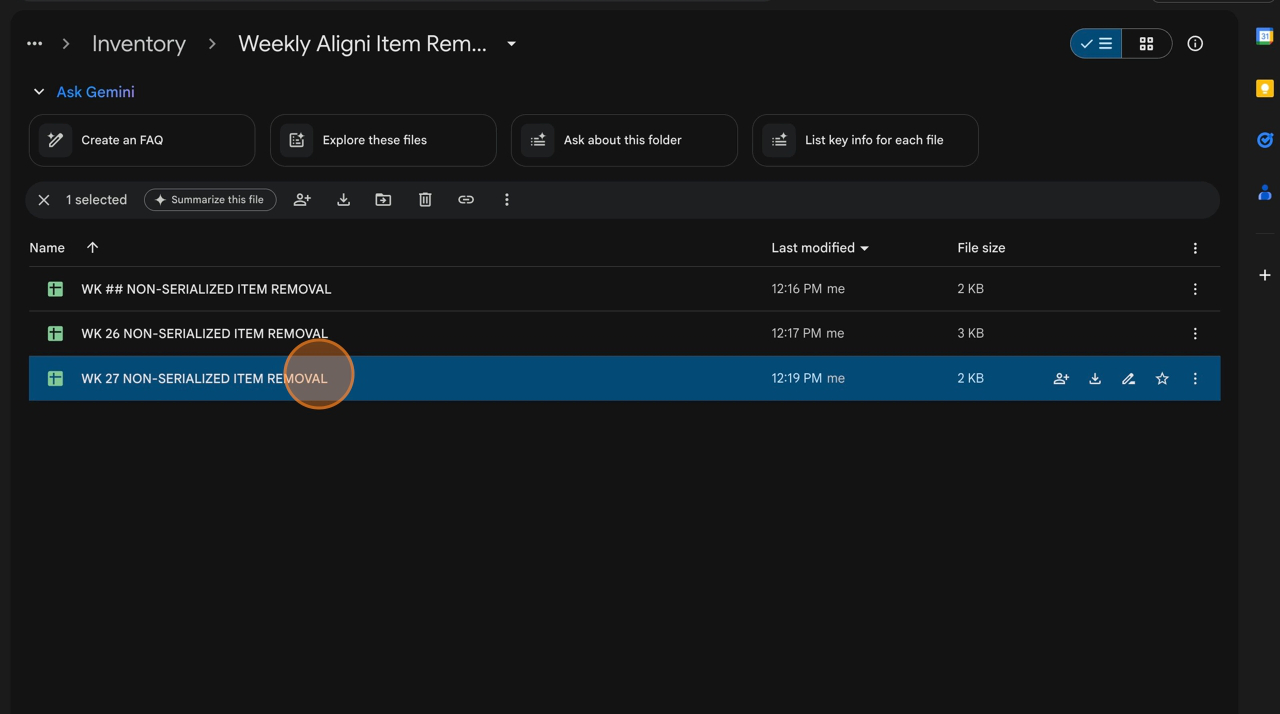 Inventory Weekly Aligni Item Rem...
Ask Gemini
Create an FAQ Explore these files Ask about this folder List key info for each file
1 selected Summarize this file
Name Last modified File size
WK ## NON-SERIALIZED ITEM REMOVAL 12:16 PM me 2 KB
WK 26 NON-SERIALIZED ITEM REMOVAL 12:17 PM me 3 KB
WK 27 NON-SERIALIZED ITEM REMOVAL 12:19 PM me 2 KB
31